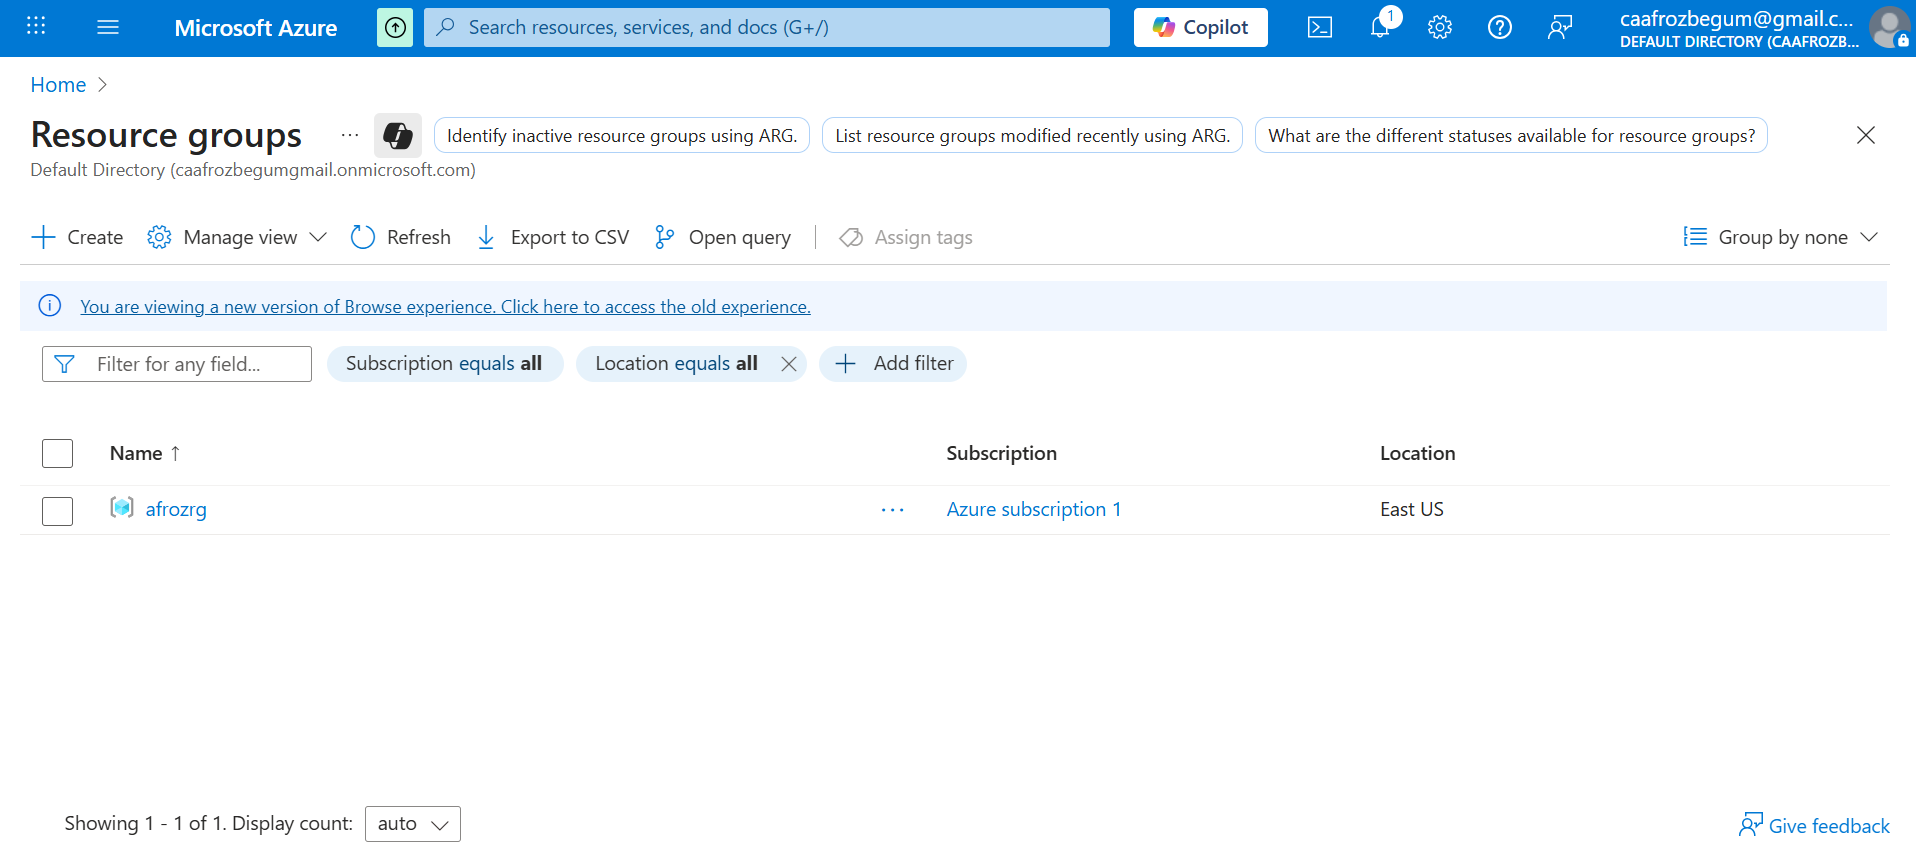 Microsoft Azure
Search resources, services, and docs (G+/)
Copilot
1
caafrozbegum@gmail.c...
DEFAULT DIRECTORY (CAAFROZB...
Home
Resource groups
...
Identify inactive resource groups using ARG.
List resource groups modified recently using ARG.
What are the different statuses available for resource groups?
Default Directory (caafrozbegumgmail.onmicrosoft.com)
Create
Manage view
Refresh
Export to CSV
Open query
Assign tags
Group by none
You are viewing a new version of Browse experience. Click here to access the old experience.
Filter for any field...
Subscription equals all
Location equals all
Add filter
Name ↑
Subscription
Location
afrozrg
...
Azure subscription 1
East US
Showing 1 - 1 of 1. Display count:
auto
Give feedback